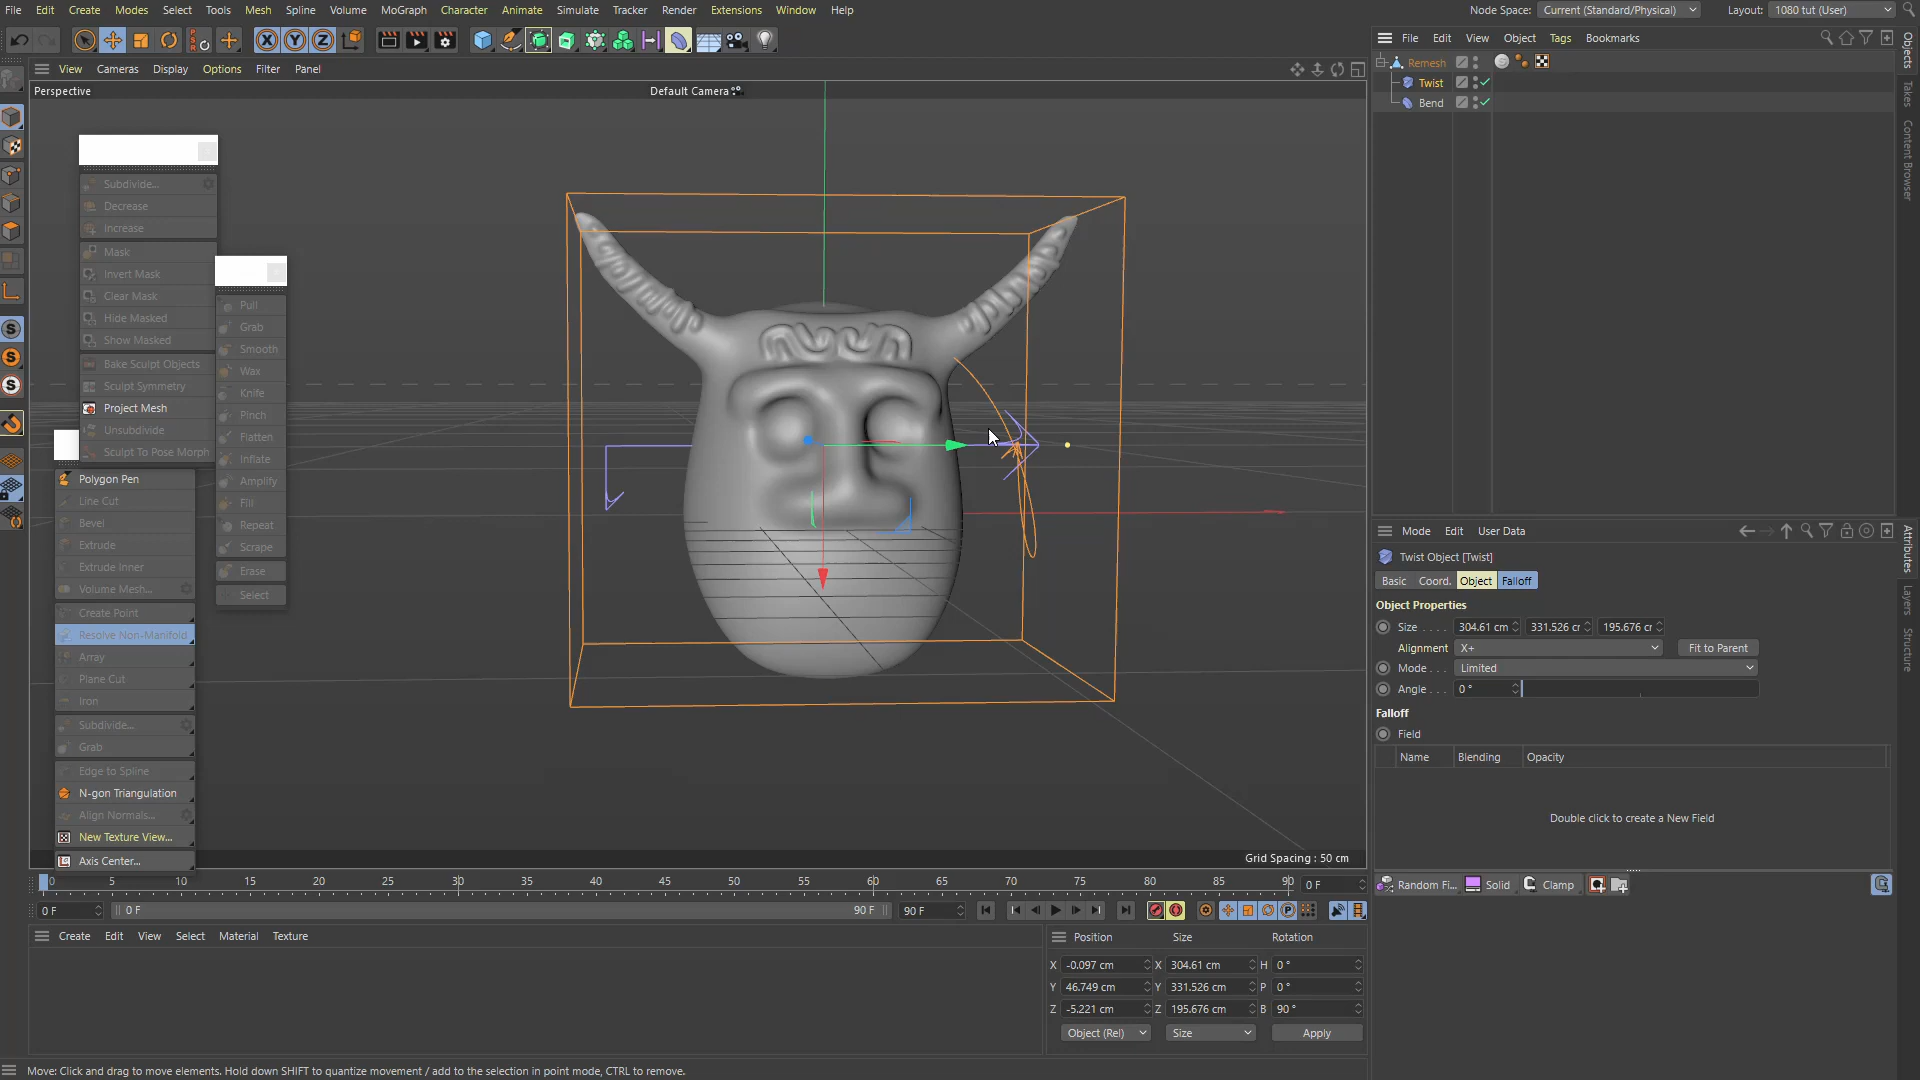 File Edit Create Modes Select Tools Mesh Spline Volume MoGraph Character Animate Simulate Tracker Render Extensions Window Help
Node Space: Current (Standard/Physical) Layout: 1080 tut (User)
File Edit View Object Tags Bookmarks
View Cameras Display Options Filter Panel
Perspective
Default Camera
Remesh
Twist
Bend
Objects
Takes
Content Browser
Subdivide...
Decrease
Increase
Mask
Invert Mask
Clear Mask
Hide Masked
Show Masked
Bake Sculpt Objects
Sculpt Symmetry
Project Mesh
Unsubdivide
Sculpt To Pose Morph
Pull
Grab
Smooth
Wax
Knife
Pinch
Flatten
Inflate
Amplify
Fill
Repeat
Scrape
Erase
Select
Polygon Pen
Line Cut
Bevel
Extrude
Extrude Inner
Volume Mesh...
Create Point
Resolve Non-Manifold
Array
Plane Cut
Iron
Subdivide...
Grab
Edge to Spline
N-gon Triangulation
Align Normals...
New Texture View...
Axis Center...
Grid Spacing : 50 cm
Mode Edit User Data
Twist Object [Twist]
Basic Coord. Object Falloff
Object Properties
Size . . . . 304.61 cm 331.526 cr 195.676 cr
Alignment X+ Fit to Parent
Mode . . . Limited
Angle . . . 0 °
Falloff
Field
Name Blending Opacity
Double click to create a New Field
Random Fi... Solid Clamp
Attributes
Layers
Structure
0 5 10 15 20 25 30 35 40 45 50 55 60 65 70 75 80 85 90 0 F
0 F 0 F 90 F 90 F
Create Edit View Select Material Texture
Position Size Rotation
X -0.097 cm X 304.61 cm H 0 °
Y 46.749 cm Y 331.526 cm P 0 °
Z -5.221 cm Z 195.676 cm B 90 °
Object (Rel) Size Apply
Move: Click and drag to move elements. Hold down SHIFT to quantize movement / add to the selection in point mode, CTRL to remove.